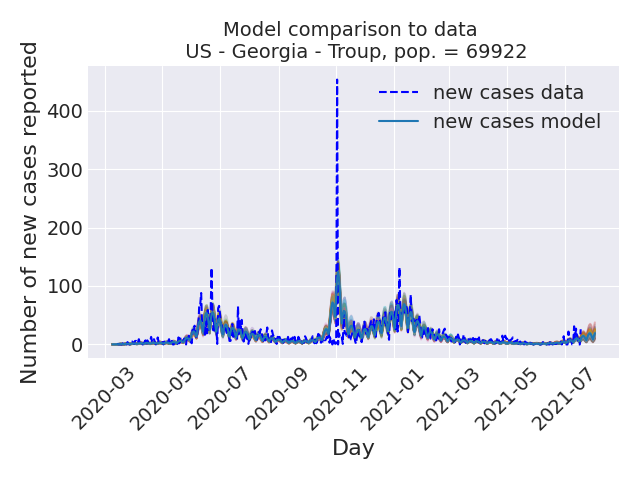 Model comparison to data
US - Georgia - Troup, pop. = 69922
Number of new cases reported
400
300
200
100
0
new cases data
new cases model
2020-03
2020-05
2020-07
2020-09
2020-11
2021-01
2021-03
2021-05
2021-07
Day